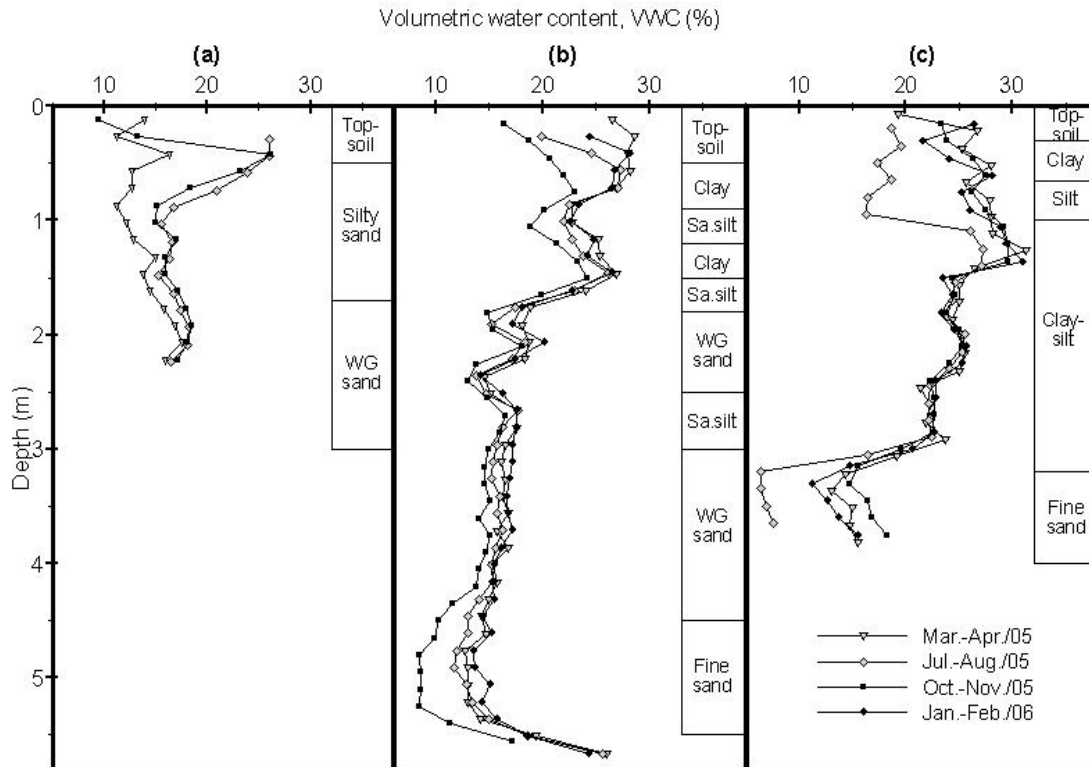 Volumetric water content, VWC (%)
(a)
(b)
(c)
10 20 30
10 20 30
10 20 30
Depth (m)
0
1
2
3
4
5
Top-
soil
Silty
sand
WG
sand
Top-
soil
Clay
Sa.silt
Clay
Sa.silt
WG
sand
Sa.silt
WG
sand
Fine
sand
Top-
soil
Clay
Silt
Clay-
silt
Fine
sand
Mar.-Apr./05
Jul.-Aug./05
Oct.-Nov./05
Jan.-Feb./06